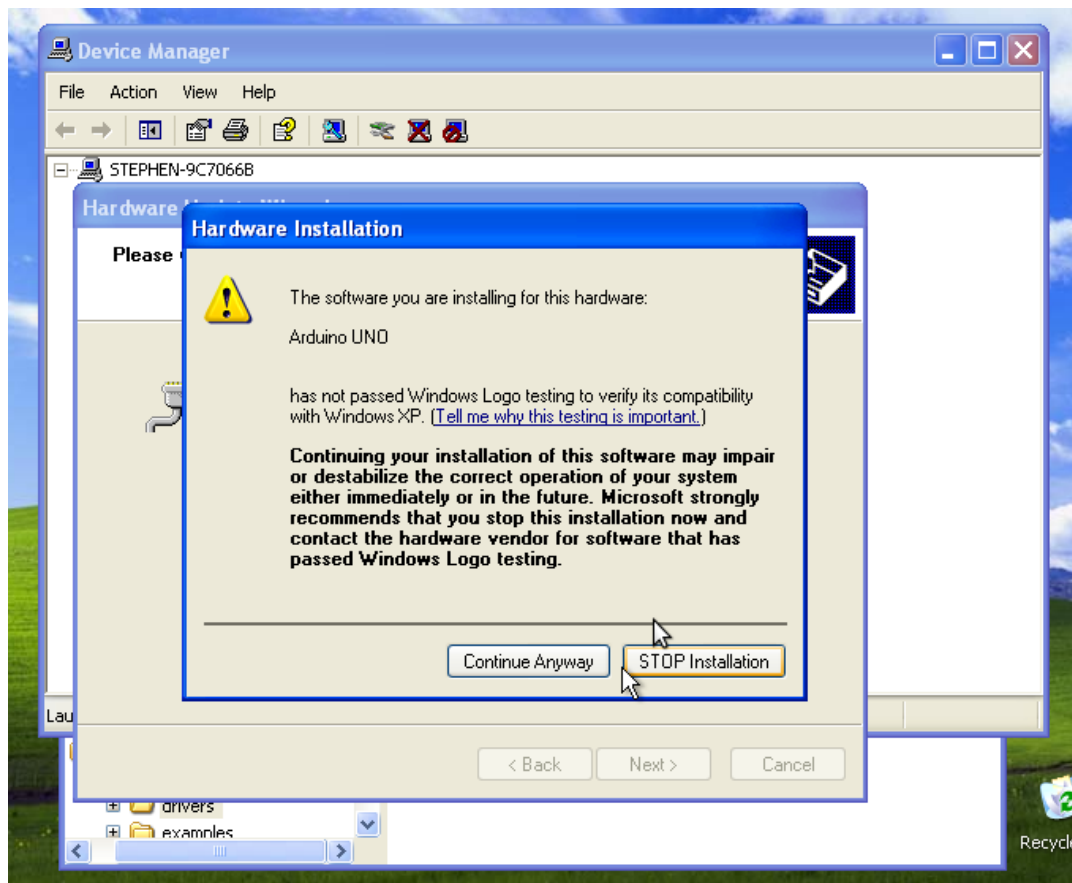 Device Manager
File Action View Help
STEPHEN-9C7066B
Hardware
Hardware Installation
Please
The software you are installing for this hardware:
Arduino UNO
has not passed Windows Logo testing to verify its compatibility
with Windows XP. (Tell me why this testing is important.)
Continuing your installation of this software may impair
or destabilize the correct operation of your system
either immediately or in the future. Microsoft strongly
recommends that you stop this installation now and
contact the hardware vendor for software that has
passed Windows Logo testing.
Continue Anyway STOP Installation
Lau
< Back Next > Cancel
drivers
examples
Recycle